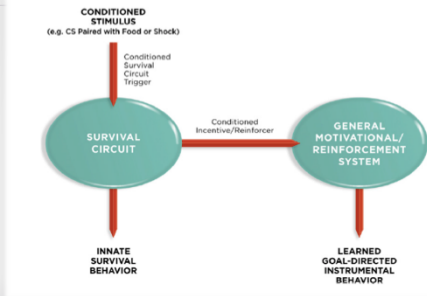 CONDITIONED
STIMULUS
(e.g. CS Paired with Food or Shock)
Conditioned
Survival
Circuit
Trigger
SURVIVAL
CIRCUIT
Conditioned
Incentive/Reinforcer
GENERAL
MOTIVATIONAL/
REINFORCEMENT
SYSTEM
INNATE
SURVIVAL
BEHAVIOR
LEARNED
GOAL-DIRECTED
INSTRUMENTAL
BEHAVIOR